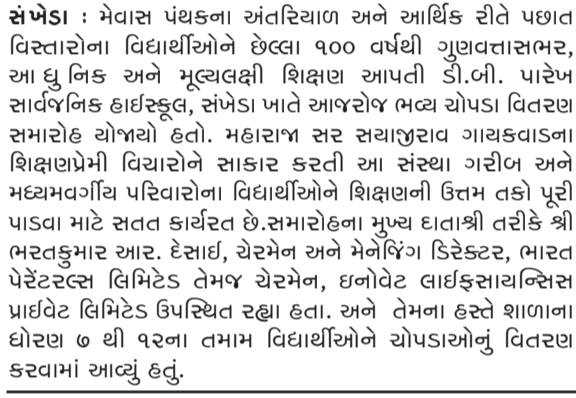 સંખેડા : મેવાસ પંથકના અંતરિયાળ અને આર્થિક રીતે પછાત
વિસ્તારોના વિદ્યાર્થીઓને છેલ્લા ૧૦૦ વર્ષથી ગુણવત્તાસભર,
આધુનિક અને મૂલ્યલક્ષી શિક્ષણ આપતી ડી.બી. પારેખ
સાર્વજનિક હાઈસ્કૂલ, સંખેડા ખાતે આજરોજ ભવ્ય ચોપડા વિતરણ
સમારોહ યોજાયો હતો. મહારાજા સર સયાજીરાવ ગાયકવાડના
શિક્ષણપ્રેમી વિચારોને સાકાર કરતી આ સંસ્થા ગરીબ અને
મધ્યમવર્ગીય પરિવારોના વિદ્યાર્થીઓને શિક્ષણની ઉત્તમ તકો પૂરી
પાડવા માટે સતત કાર્યરત છે.સમારોહના મુખ્ય દાતાશ્રી તરીકે શ્રી
ભરતકુમાર આર. દેસાઈ, ચેરમેન અને મેનેજિંગ ડિરેક્ટર, ભારત
પેરેંટરલ્સ લિમિટેડ તેમજ ચેરમેન, ઇનોવેટ લાઈફસાયન્સિસ
પ્રાઈવેટ લિમિટેડ ઉપસ્થિત રહ્યા હતા. અને તેમના હસ્તે શાળાના
ધોરણ ૭ થી ૧૨ના તમામ વિદ્યાર્થીઓને ચોપડાઓનું વિતરણ
કરવામાં આવ્યું હતું.